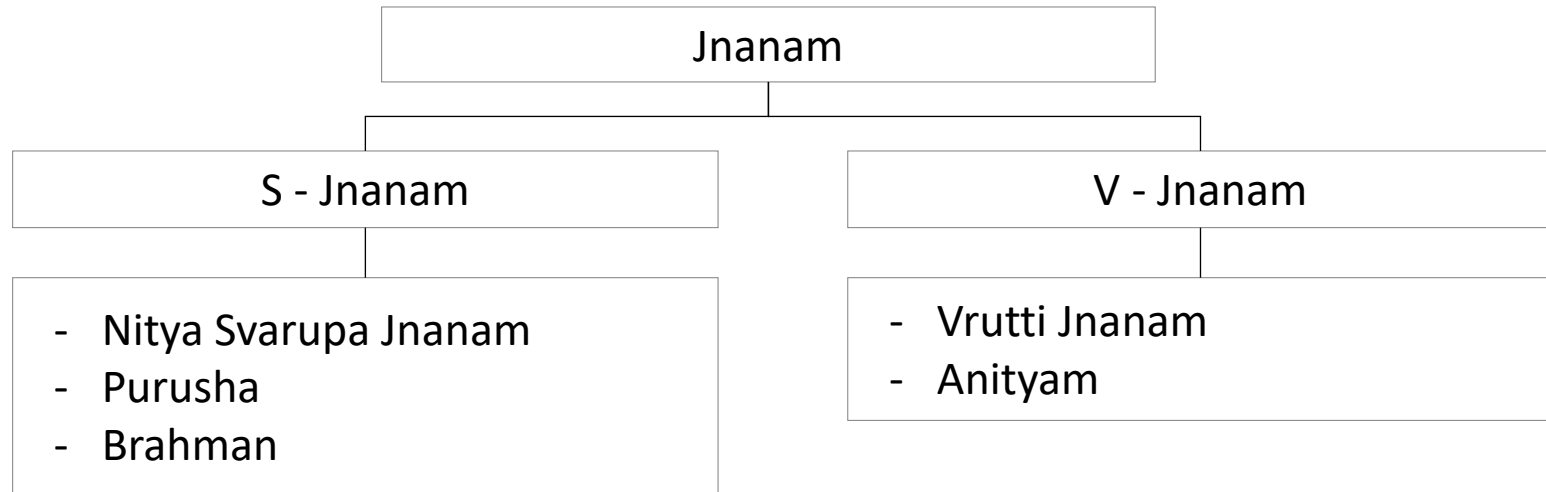 Jnanam
S - Jnanam
V - Jnanam
- Nitya Svarupa Jnanam
- Purusha
- Brahman
- Vrutti Jnanam
- Anityam